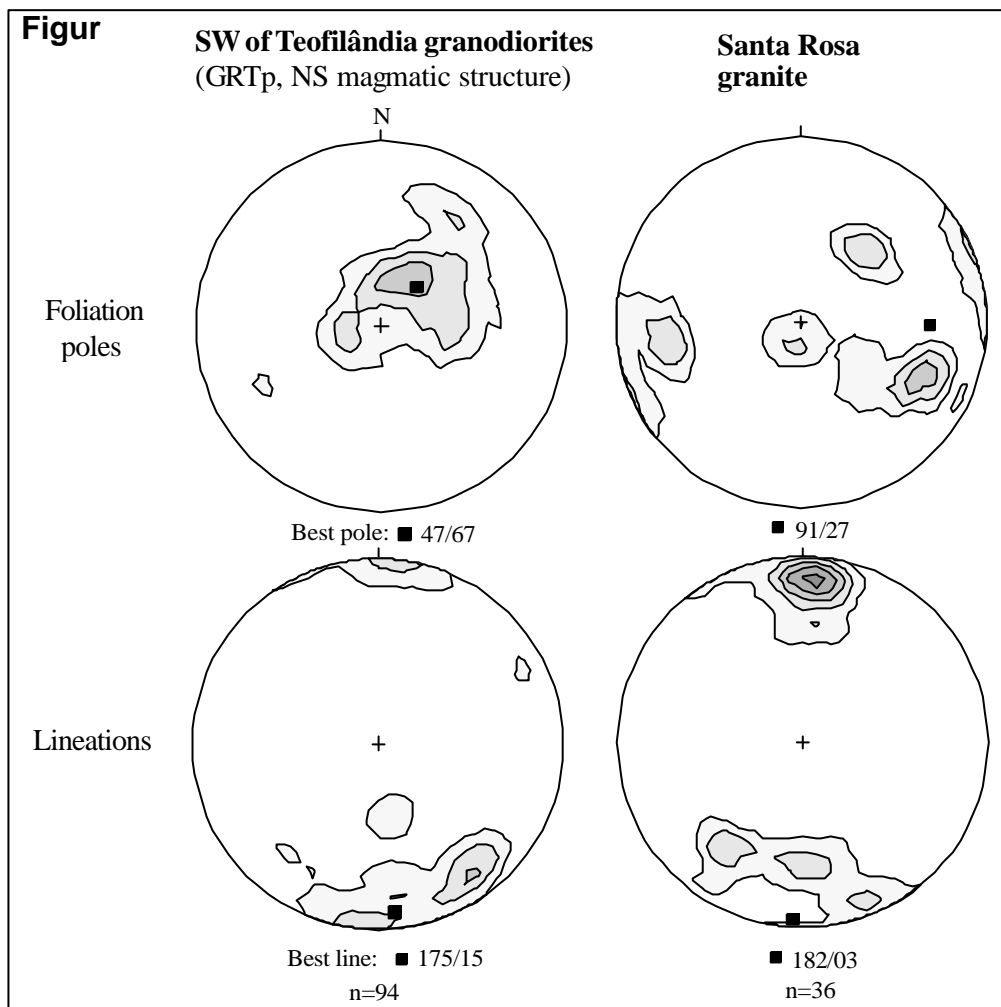 Figur
SW of Teofilândia granodiorites
(GRTp, NS magmatic structure)
Santa Rosa
granite
N
Foliation
poles
Best pole: 47/67
91/27
Lineations
Best line: 175/15
n=94
182/03
n=36